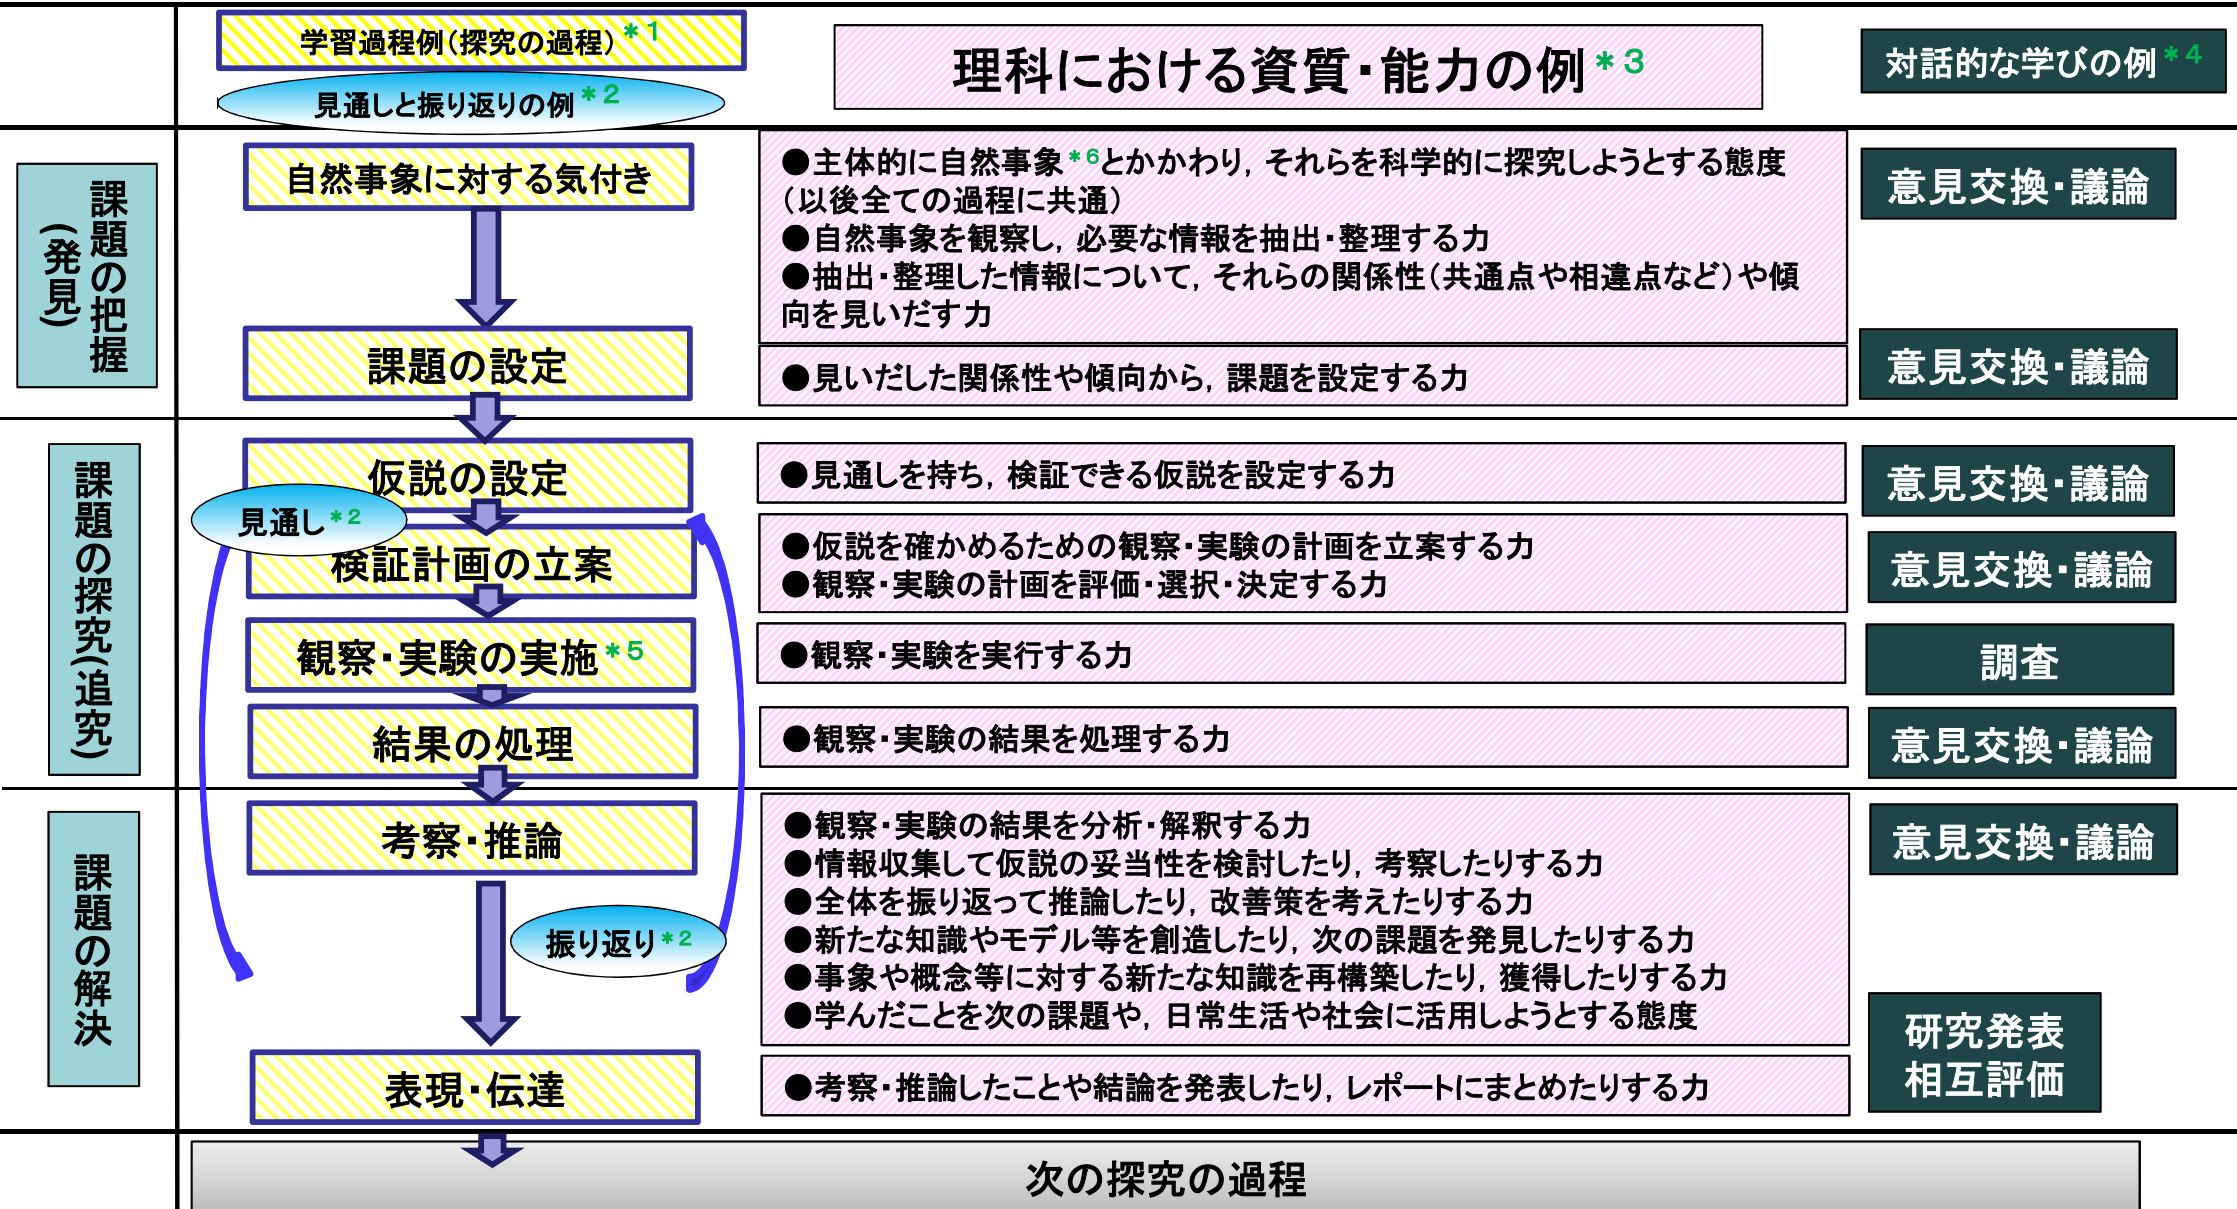 学習過程例(探究の過程)*1
見通しと振り返りの例*2
理科における資質・能力の例*3
対話的な学びの例*4
課題の把握
(発見)
自然事象に対する気付き
●主体的に自然事象*6とかかわり，それらを科学的に探究しようとする態度
(以後全ての過程に共通)
●自然事象を観察し，必要な情報を抽出・整理する力
●抽出・整理した情報について，それらの関係性(共通点や相違点など)や傾
向を見いだす力
意見交換・議論
課題の設定
●見いだした関係性や傾向から，課題を設定する力
意見交換・議論
課題の探究(追究)
仮説の設定
●見通しを持ち，検証できる仮説を設定する力
意見交換・議論
見通し*2
検証計画の立案
●仮説を確かめるための観察・実験の計画を立案する力
●観察・実験の計画を評価・選択・決定する力
意見交換・議論
観察・実験の実施*5
●観察・実験を実行する力
調査
結果の処理
●観察・実験の結果を処理する力
意見交換・議論
課題の解決
考察・推論
●観察・実験の結果を分析・解釈する力
●情報収集して仮説の妥当性を検討したり，考察したりする力
●全体を振り返って推論したり，改善策を考えたりする力
●新たな知識やモデル等を創造したり，次の課題を発見したりする力
●事象や概念等に対する新たな知識を再構築したり，獲得したりする力
●学んだことを次の課題や，日常生活や社会に活用しようとする態度
意見交換・議論
振り返り*2
表現・伝達
●考察・推論したことや結論を発表したり，レポートにまとめたりする力
研究発表
相互評価
次の探究の過程